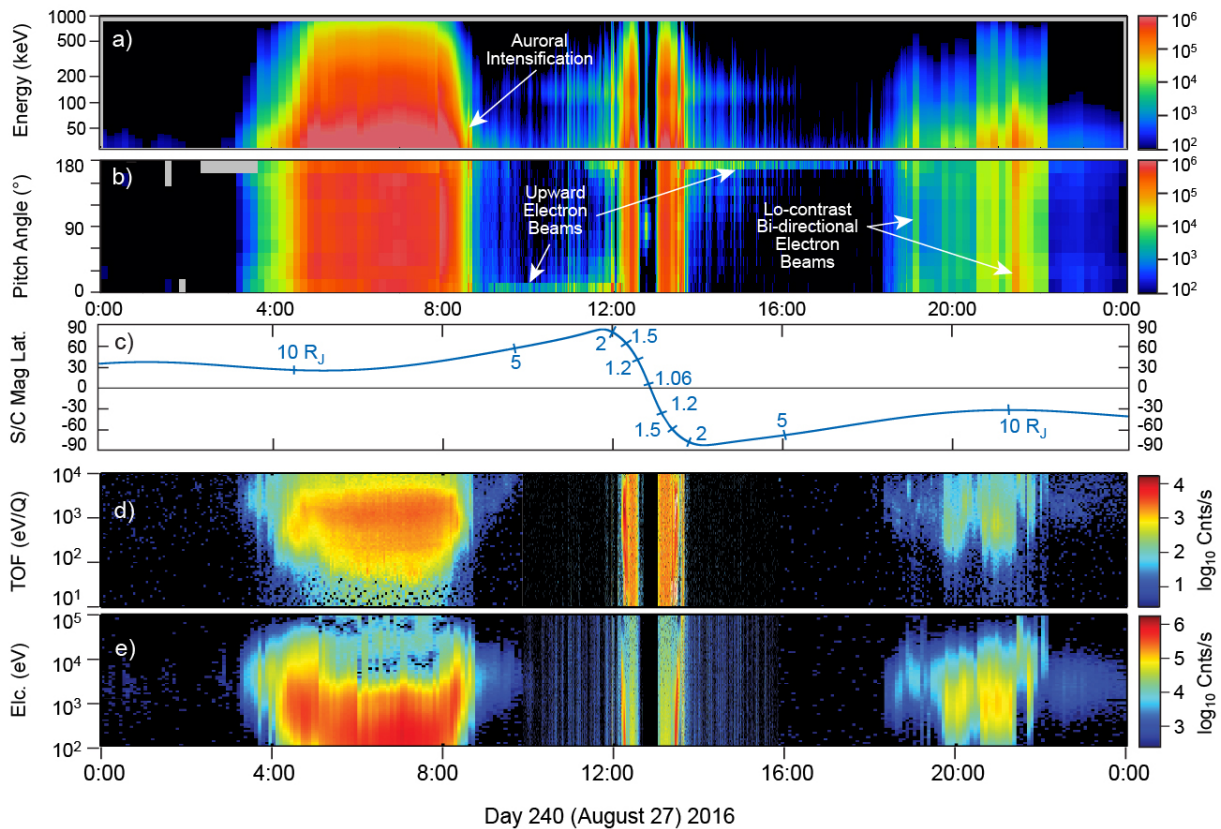 1000
500
200
100
50
Energy (keV)
a)
Auroral
Intensification
10⁶
10⁵
10⁴
10³
10²
180
90
0
Pitch Angle (°)
b)
Upward
Electron
Beams
Lo-contrast
Bi-directional
Electron
Beams
10⁶
10⁵
10⁴
10³
10²
0:00 4:00 8:00 12:00 16:00 20:00 0:00
90
60
30
0
-30
-60
-90
S/C Mag Lat.
c)
10 RJ
5
2
1.5
1.2
1.06
1.2
1.5
2
5
10 RJ
90
60
30
0
-30
-60
-90
10⁴
10³
10²
10¹
TOF (eV/Q)
d)
4
3
2
1
log₁₀ Cnts/s
10⁵
10⁴
10³
10²
Elc. (eV)
e)
6
5
4
3
log₁₀ Cnts/s
0:00 4:00 8:00 12:00 16:00 20:00 0:00
Day 240 (August 27) 2016